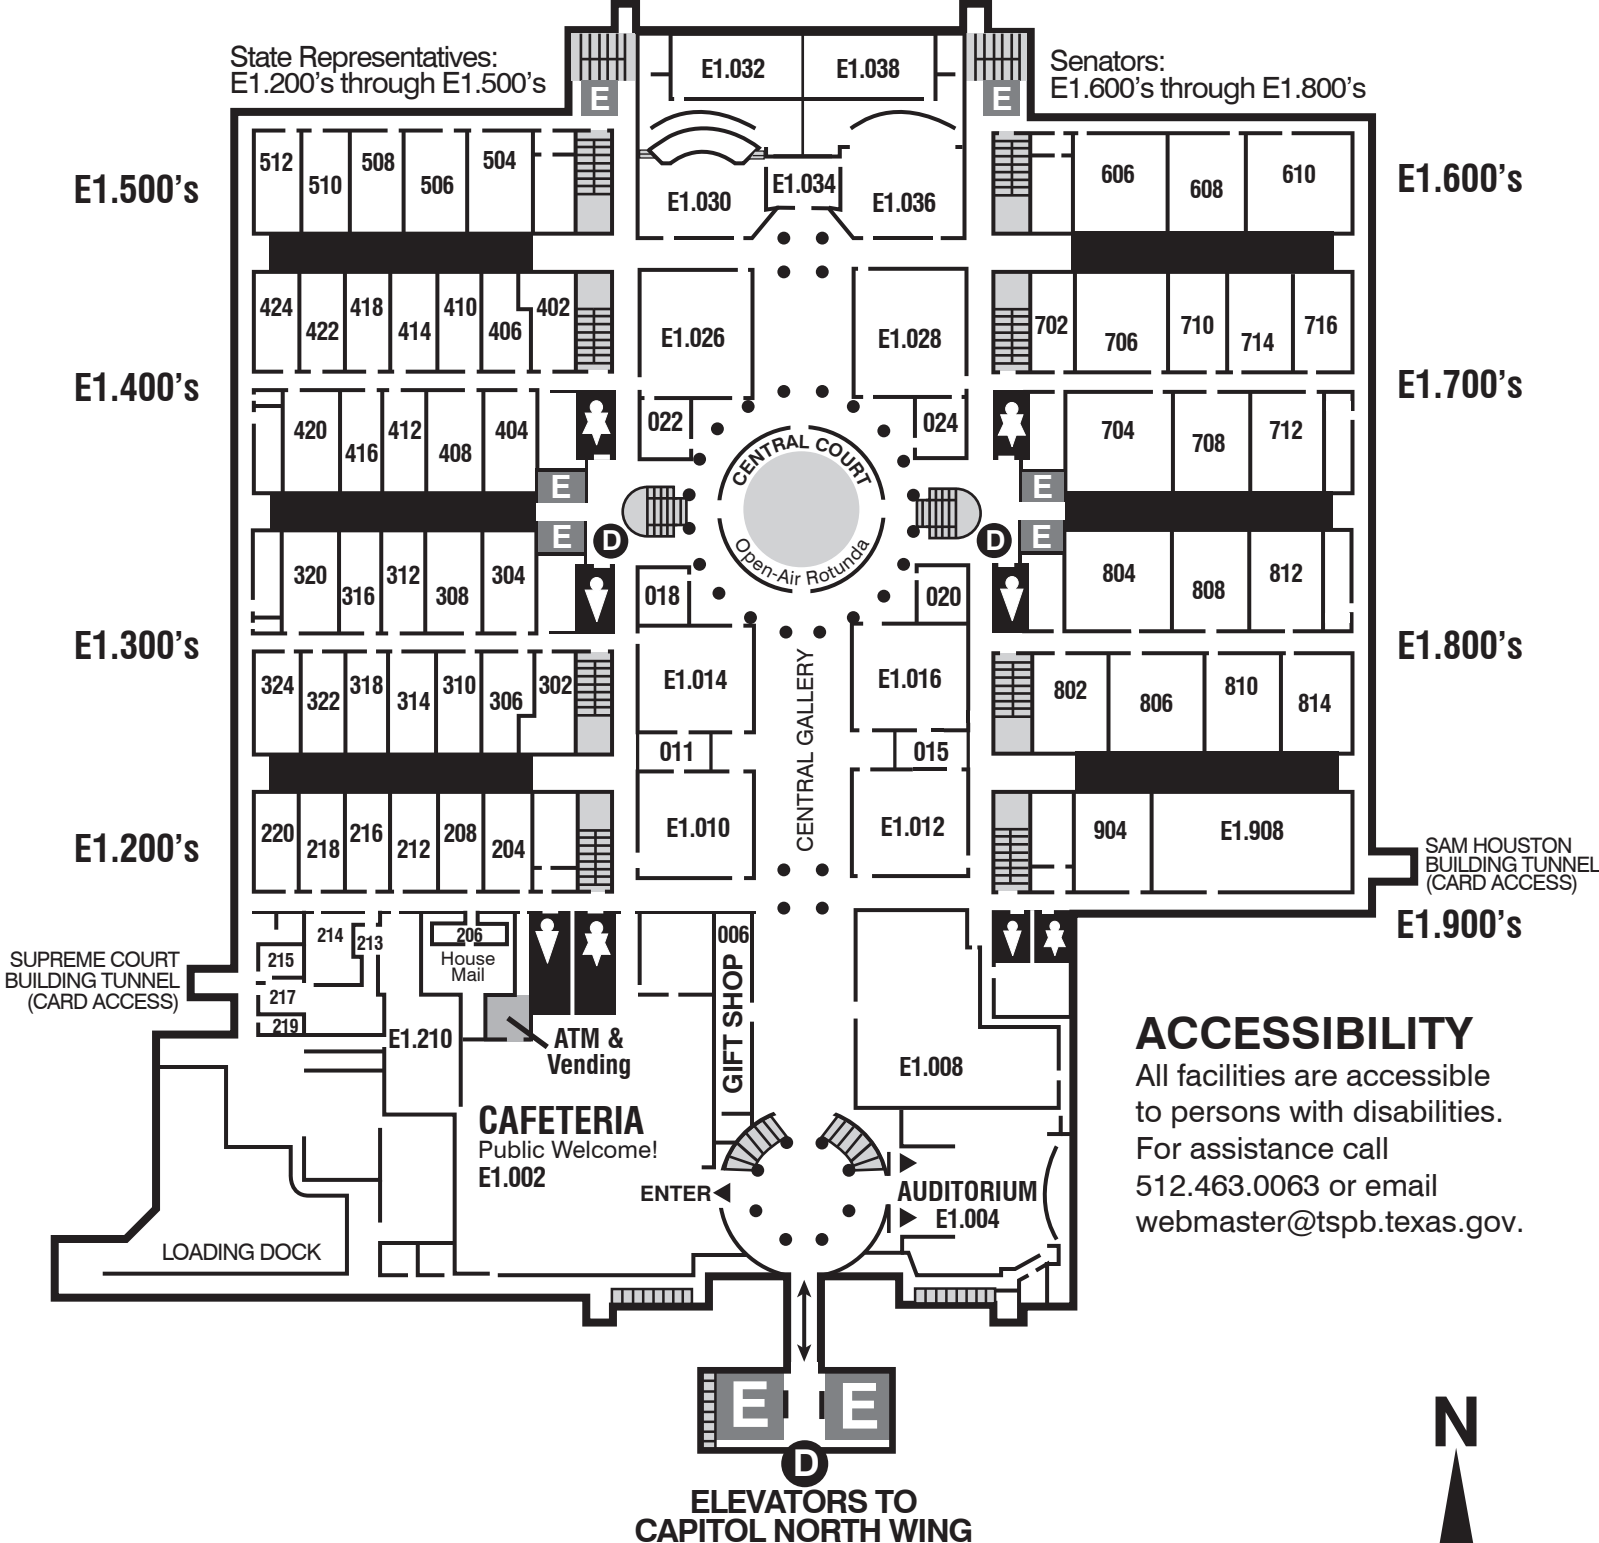 State Representatives:
E1.200's through E1.500's
Senators:
E1.600's through E1.800's
E
E
E1.032
E1.038
E1.030
E1.034
E1.036
E1.500's
512
510
508
506
504
606
608
610
E1.600's
424
422
418
414
410
406
402
E1.026
E1.028
702
706
710
714
716
E1.400's
E1.700's
420
416
412
408
404
022
024
704
708
712
E
E
E
E
D
D
CENTRAL COURT
Open-Air Rotunda
320
316
312
308
304
018
020
804
808
812
E1.300's
E1.800's
324
322
318
314
310
306
302
E1.014
E1.016
802
806
810
814
011
015
CENTRAL GALLERY
E1.200's
220
218
216
212
208
204
E1.010
E1.012
904
E1.908
SAM HOUSTON
BUILDING TUNNEL
(CARD ACCESS)
E1.900's
SUPREME COURT
BUILDING TUNNEL
(CARD ACCESS)
214
213
215
217
219
206
House
Mail
E1.210
ATM &
Vending
006
GIFT SHOP
E1.008
CAFETERIA
Public Welcome!
E1.002
ENTER
AUDITORIUM
E1.004
LOADING DOCK
ACCESSIBILITY
All facilities are accessible
to persons with disabilities.
For assistance call
512.463.0063 or email
webmaster@tspb.texas.gov.
E
E
D
ELEVATORS TO
CAPITOL NORTH WING
N